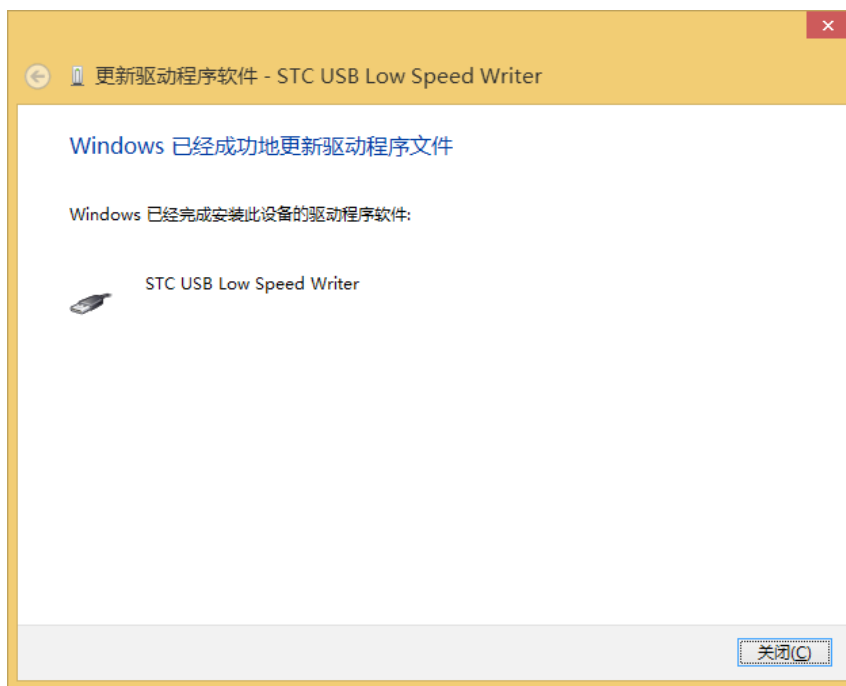 更新驱动程序软件 - STC USB Low Speed Writer
Windows 已经成功地更新驱动程序文件
Windows 已经完成安装此设备的驱动程序软件:
STC USB Low Speed Writer
关闭(C)